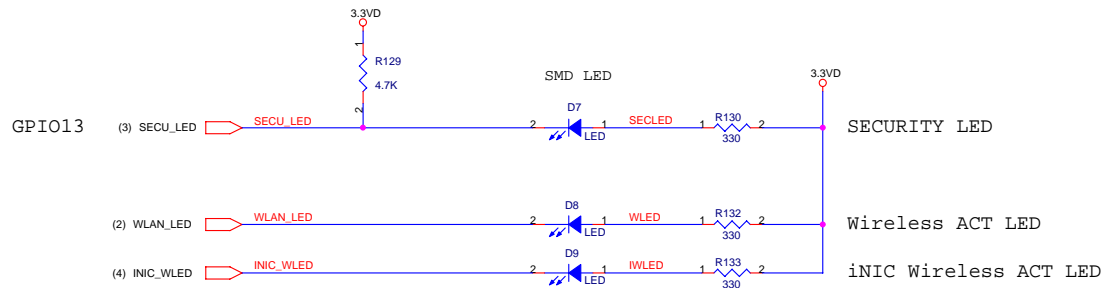 3.3VD
1
R129
4.7K
2
SMD LED
3.3VD
GPIO13 (3) SECU_LED SECU_LED 2 D7 LED 1 SECLED 1 R130 330 2 SECURITY LED
(2) WLAN_LED WLAN_LED 2 D8 LED 1 WLED 1 R132 330 2 Wireless ACT LED
(4) INIC_WLED INIC_WLED 2 D9 LED 1 IWLED 1 R133 330 2 iNIC Wireless ACT LED